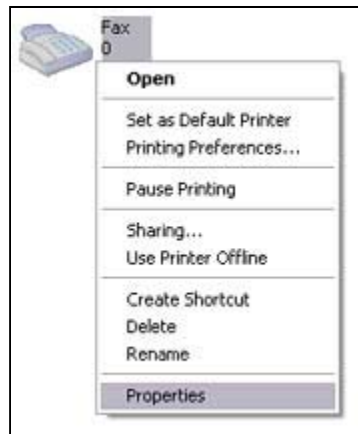 Fax
0
Open
Set as Default Printer
Printing Preferences...
Pause Printing
Sharing...
Use Printer Offline
Create Shortcut
Delete
Rename
Properties